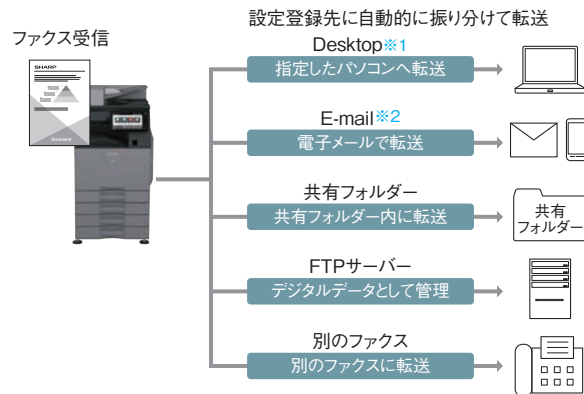 設定登録先に自動的に振り分けて転送
ファクス受信
SHARP
Desktop※1
指定したパソコンへ転送
E-mail※2
電子メールで転送
共有フォルダー
共有フォルダー内に転送
共有
フォルダー
FTPサーバー
デジタルデータとして管理
別のファクス
別のファクスに転送